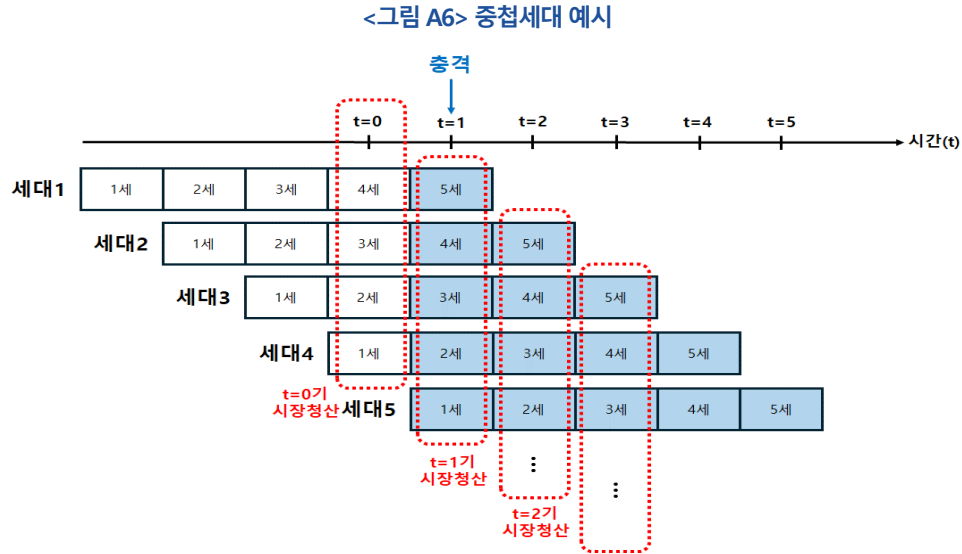 <그림 A6> 중첩세대 예시
충격
t=0 t=1 t=2 t=3 t=4 t=5
시간(t)
세대1 1세 2세 3세 4세 5세
세대2 1세 2세 3세 4세 5세
세대3 1세 2세 3세 4세 5세
세대4 1세 2세 3세 4세 5세
t=0기
시장청산
세대5 1세 2세 3세 4세 5세
t=1기
시장청산
⋮
⋮
t=2기
시장청산